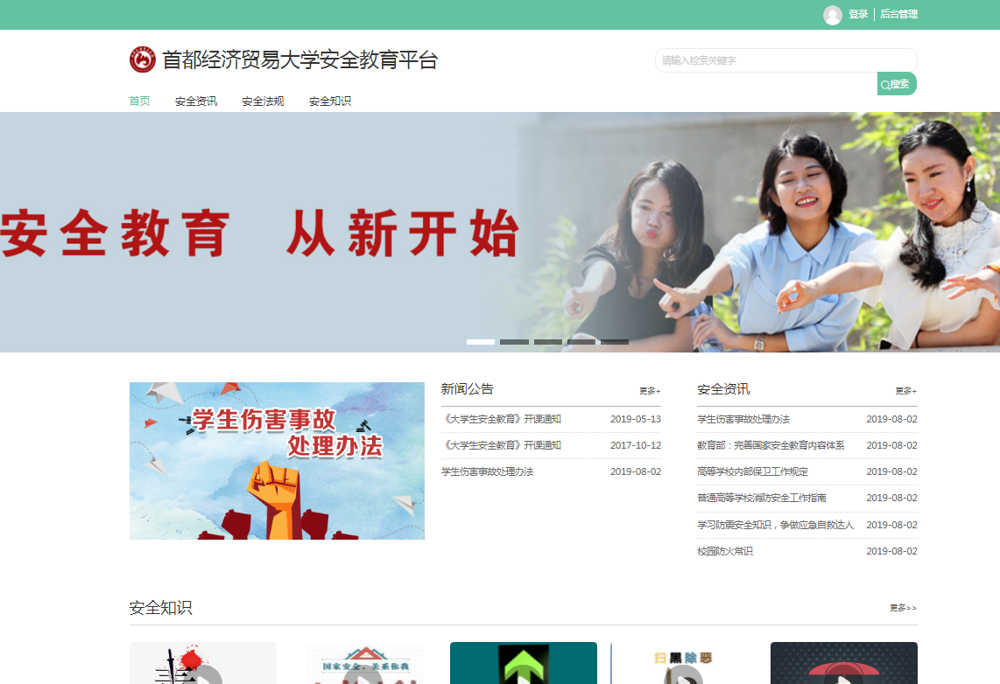 登录 后台管理
首都经济贸易大学安全教育平台
请输入检索关键字
搜索
首页 安全资讯 安全法规 安全知识
安全教育 从新开始
学生伤害事故
处理办法
新闻公告 更多+
《大学生安全教育》开课通知 2019-05-13
《大学生安全教育》开课通知 2017-10-12
学生伤害事故处理办法 2019-08-02
安全资讯 更多+
学生伤害事故处理办法 2019-08-02
教育部：完善国家安全教育内容体系 2019-08-02
高等学校内部保卫工作规定 2019-08-02
普通高等学校消防安全工作指南 2019-08-02
学习防震安全知识，争做应急自救达人 2019-08-02
校园防火常识 2019-08-02
安全知识 更多>>
国家安全，关系你我
扫黑除恶